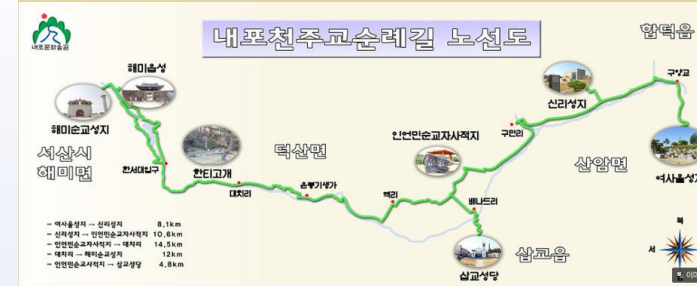 내포문화숲길
내포천주교순례길 노선도
합덕읍
해미읍성
구양교
신리성지
해미순교성지
인언민순교자사적지
구만리
서산시
해미면
한서대입구
한티고개
덕산면
산암면
여사울성지
대치리
윤봉기생가
떡리
배나드리
삽교읍
삽교성당
북
서
- 여사울성지 → 신리성지 8.1km
- 신리성지 → 인언민순교자사적지 10.6km
- 인언민순교자사적지 → 대치리 14.5km
- 대치리 → 해미순교성지 12km
- 인언민순교자사적지 → 삽교성당 4.8km